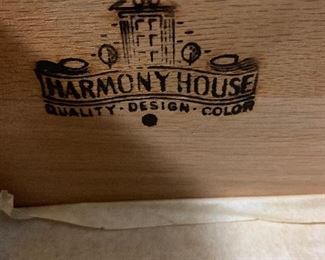 HARMONY HOUSE
QUALITY · DESIGN · COLOR